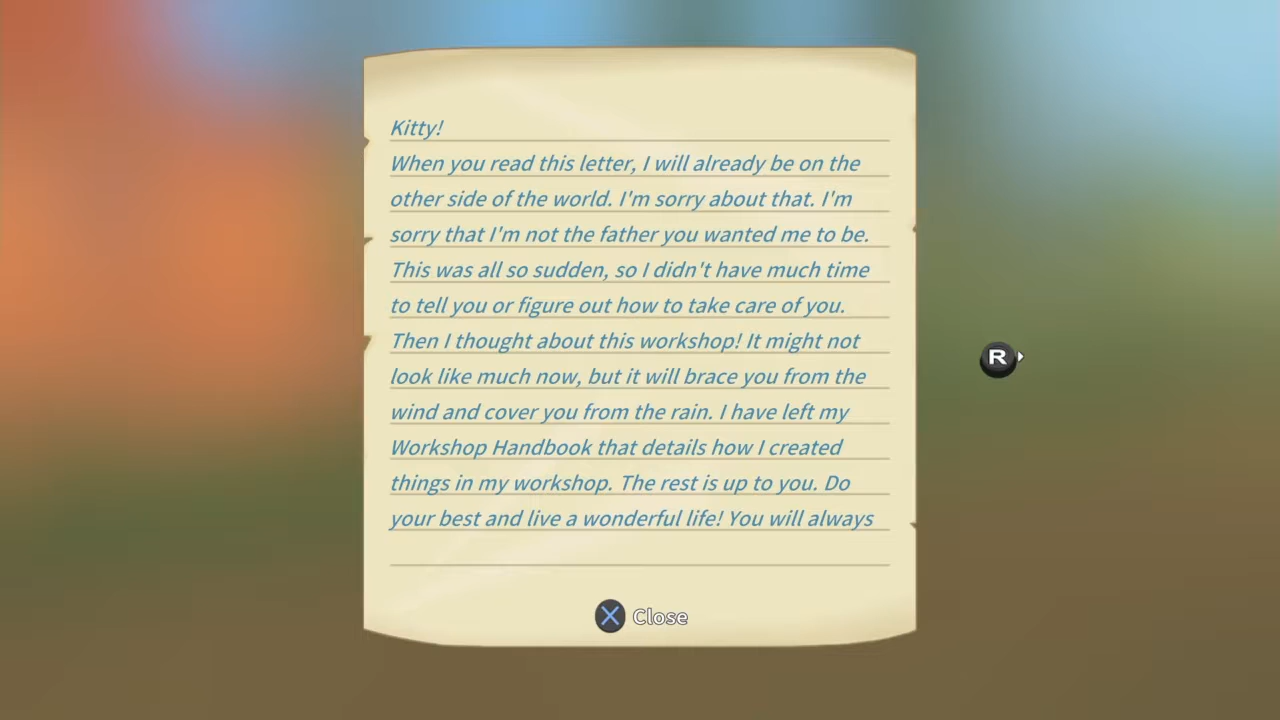 Kitty!
When you read this letter, I will already be on the
other side of the world. I'm sorry about that. I'm
sorry that I'm not the father you wanted me to be.
This was all so sudden, so I didn't have much time
to tell you or figure out how to take care of you.
Then I thought about this workshop! It might not
look like much now, but it will brace you from the
wind and cover you from the rain. I have left my
Workshop Handbook that details how I created
things in my workshop. The rest is up to you. Do
your best and live a wonderful life! You will always
R
Close